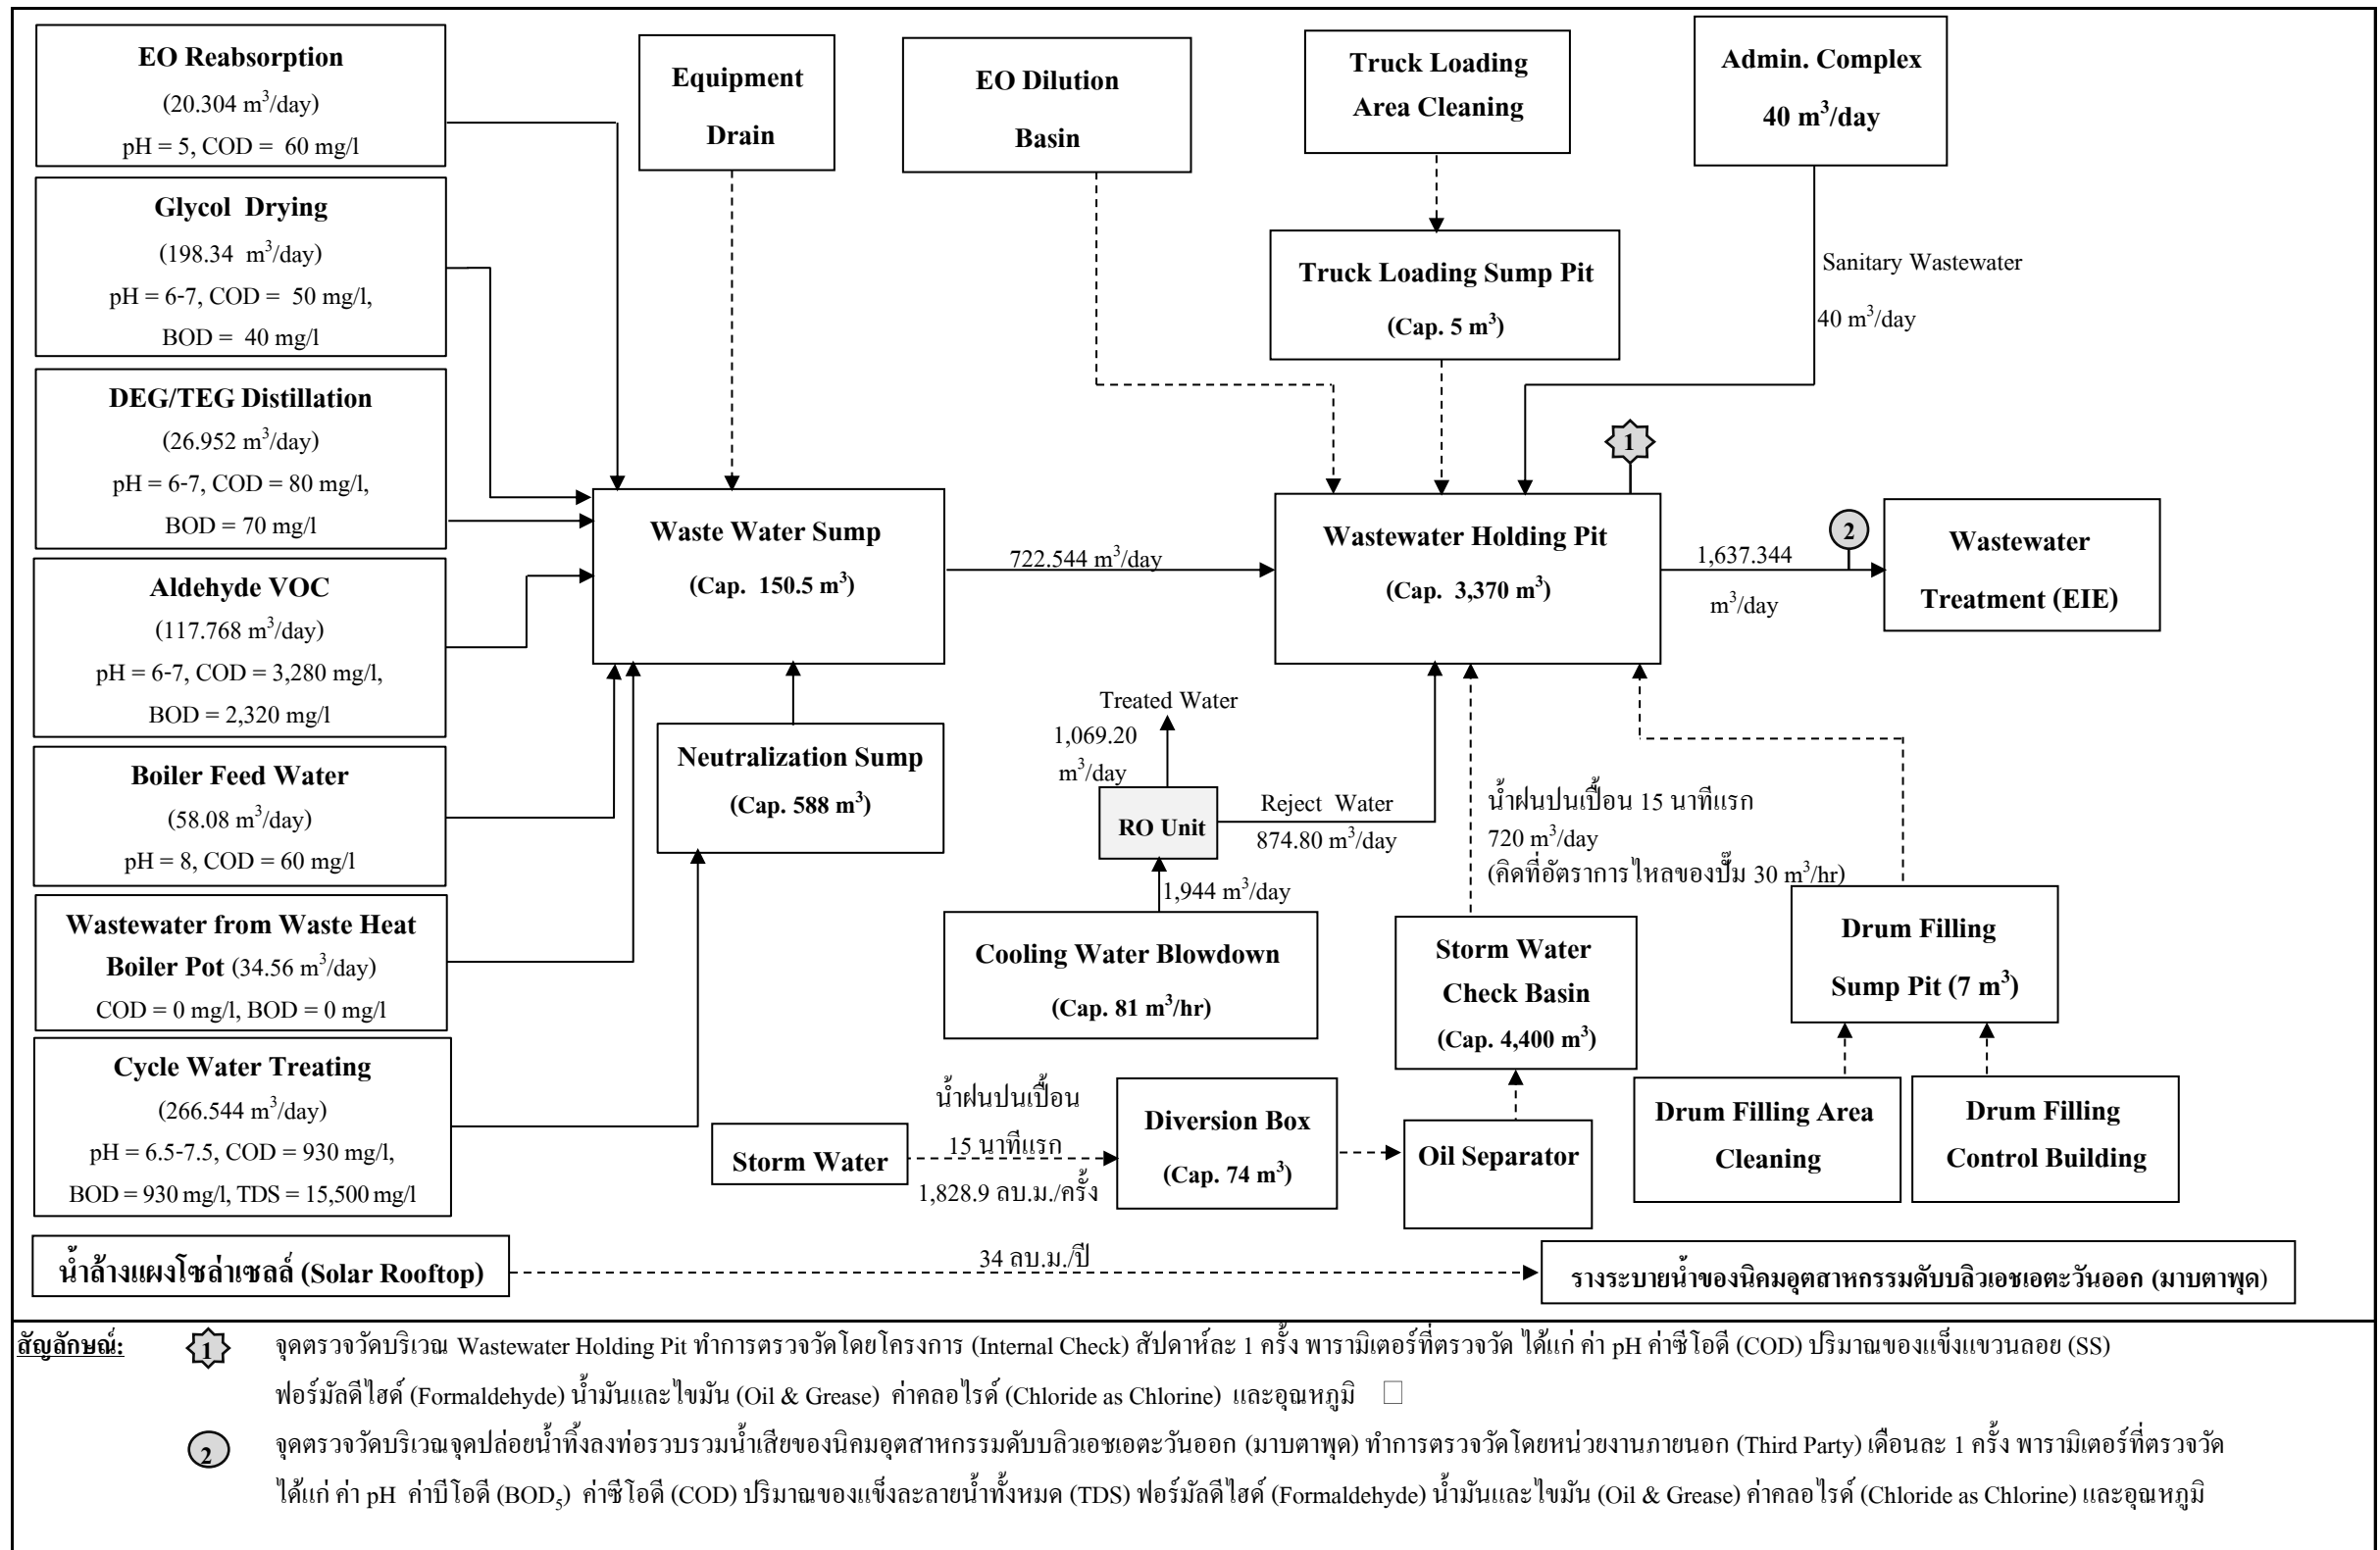 EO Reabsorption
(20.304 m³/day)
pH = 5, COD = 60 mg/l
Glycol Drying
(198.34 m³/day)
pH = 6-7, COD = 50 mg/l,
BOD = 40 mg/l
DEG/TEG Distillation
(26.952 m³/day)
pH = 6-7, COD = 80 mg/l,
BOD = 70 mg/l
Aldehyde VOC
(117.768 m³/day)
pH = 6-7, COD = 3,280 mg/l,
BOD = 2,320 mg/l
Boiler Feed Water
(58.08 m³/day)
pH = 8, COD = 60 mg/l
Wastewater from Waste Heat
Boiler Pot (34.56 m³/day)
COD = 0 mg/l, BOD = 0 mg/l
Cycle Water Treating
(266.544 m³/day)
pH = 6.5-7.5, COD = 930 mg/l,
BOD = 930 mg/l, TDS = 15,500 mg/l
Equipment
Drain
EO Dilution
Basin
Truck Loading
Area Cleaning
Admin. Complex
40 m³/day
Truck Loading Sump Pit
(Cap. 5 m³)
Sanitary Wastewater
40 m³/day
Waste Water Sump
(Cap. 150.5 m³)
722.544 m³/day
Wastewater Holding Pit
(Cap. 3,370 m³)
1
1,637.344
m³/day
2
Wastewater
Treatment (EIE)
Neutralization Sump
(Cap. 588 m³)
Treated Water
1,069.20
m³/day
RO Unit
Reject Water
874.80 m³/day
1,944 m³/day
Cooling Water Blowdown
(Cap. 81 m³/hr)
น้ำฝนปนเปื้อน 15 นาทีแรก
720 m³/day
(คิดที่อัตราการไหลของปั๊ม 30 m³/hr)
Storm Water
Check Basin
(Cap. 4,400 m³)
Drum Filling
Sump Pit (7 m³)
Drum Filling Area
Cleaning
Drum Filling
Control Building
Storm Water
น้ำฝนปนเปื้อน
15 นาทีแรก
1,828.9 ลบ.ม./ครั้ง
Diversion Box
(Cap. 74 m³)
Oil Separator
น้ำล้างแผงโซล่าเซลล์ (Solar Rooftop)
34 ลบ.ม./ปี
รางระบายน้ำของนิคมอุตสาหกรรมดับบลิวเอชเอตะวันออก (มาบตาพุด)
สัญลักษณ์:
1 จุดตรวจวัดบริเวณ Wastewater Holding Pit ทำการตรวจวัดโดยโครงการ (Internal Check) สัปดาห์ละ 1 ครั้ง พารามิเตอร์ที่ตรวจวัด ได้แก่ ค่า pH ค่าซีโอดี (COD) ปริมาณของแข็งแขวนลอย (SS)
ฟอร์มัลดีไฮด์ (Formaldehyde) น้ำมันและไขมัน (Oil & Grease) ค่าคลอไรด์ (Chloride as Chlorine) และอุณหภูมิ □
2 จุดตรวจวัดบริเวณจุดปล่อยน้ำทิ้งลงท่อรวบรวมน้ำเสียของนิคมอุตสาหกรรมดับบลิวเอชเอตะวันออก (มาบตาพุด) ทำการตรวจวัดโดยหน่วยงานภายนอก (Third Party) เดือนละ 1 ครั้ง พารามิเตอร์ที่ตรวจวัด
ได้แก่ ค่า pH ค่าบีโอดี (BOD₅) ค่าซีโอดี (COD) ปริมาณของแข็งละลายน้ำทั้งหมด (TDS) ฟอร์มัลดีไฮด์ (Formaldehyde) น้ำมันและไขมัน (Oil & Grease) ค่าคลอไรด์ (Chloride as Chlorine) และอุณหภูมิ